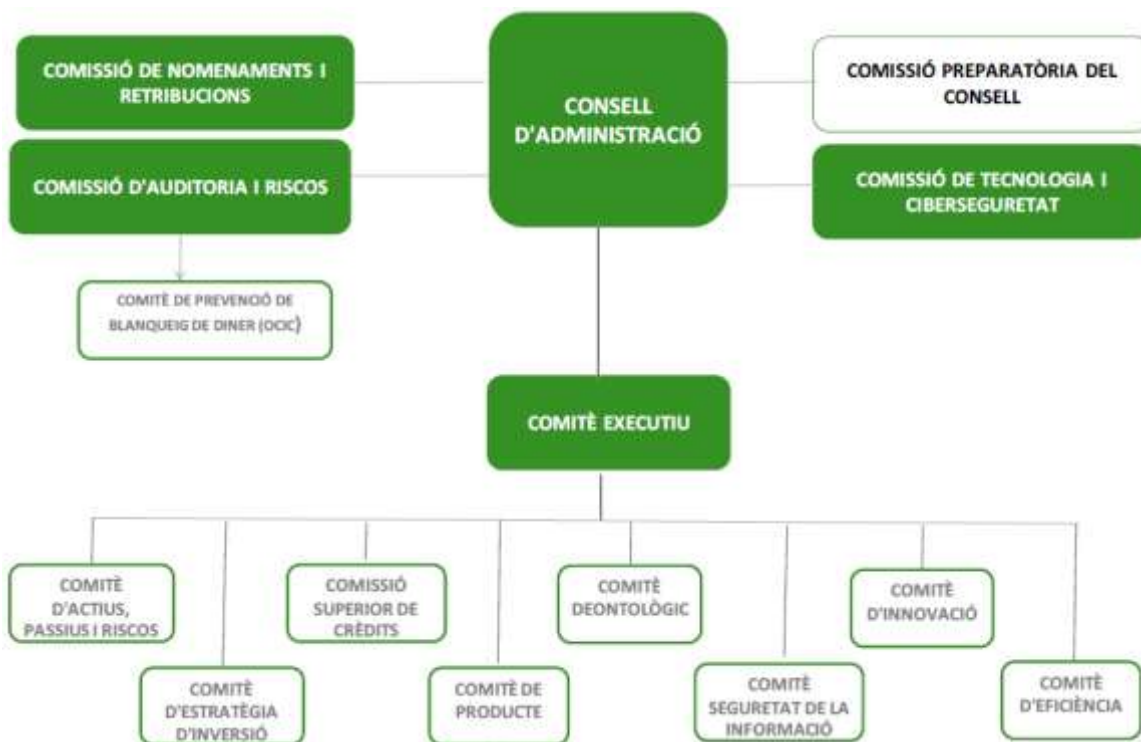 COMISSIÓ DE NOMENAMENTS I
RETRIBUCIONS
CONSELL
D'ADMINISTRACIÓ
COMISSIÓ PREPARATÒRIA DEL
CONSELL
COMISSIÓ D'AUDITORIA I RISCOS
COMISSIÓ DE TECNOLOGIA I
CIBERSEGURETAT
COMITÈ DE PREVENCIÓ DE
BLANQUEIG DE DINER (OCIC)
COMITÈ EXECUTIU
COMITÈ
D'ACTIUS,
PASSIUS I RISCOS
COMISSIÓ
SUPERIOR DE
CRÈDITS
COMITÈ
DEONTOLÒGIC
COMITÈ
D'INNOVACIÓ
COMITÈ
D'ESTRATÈGIA
D'INVERSIÓ
COMITÈ DE
PRODUCTE
COMITÈ
SEGURETAT DE LA
INFORMACIÓ
COMITÈ
D'EFICIÈNCIA